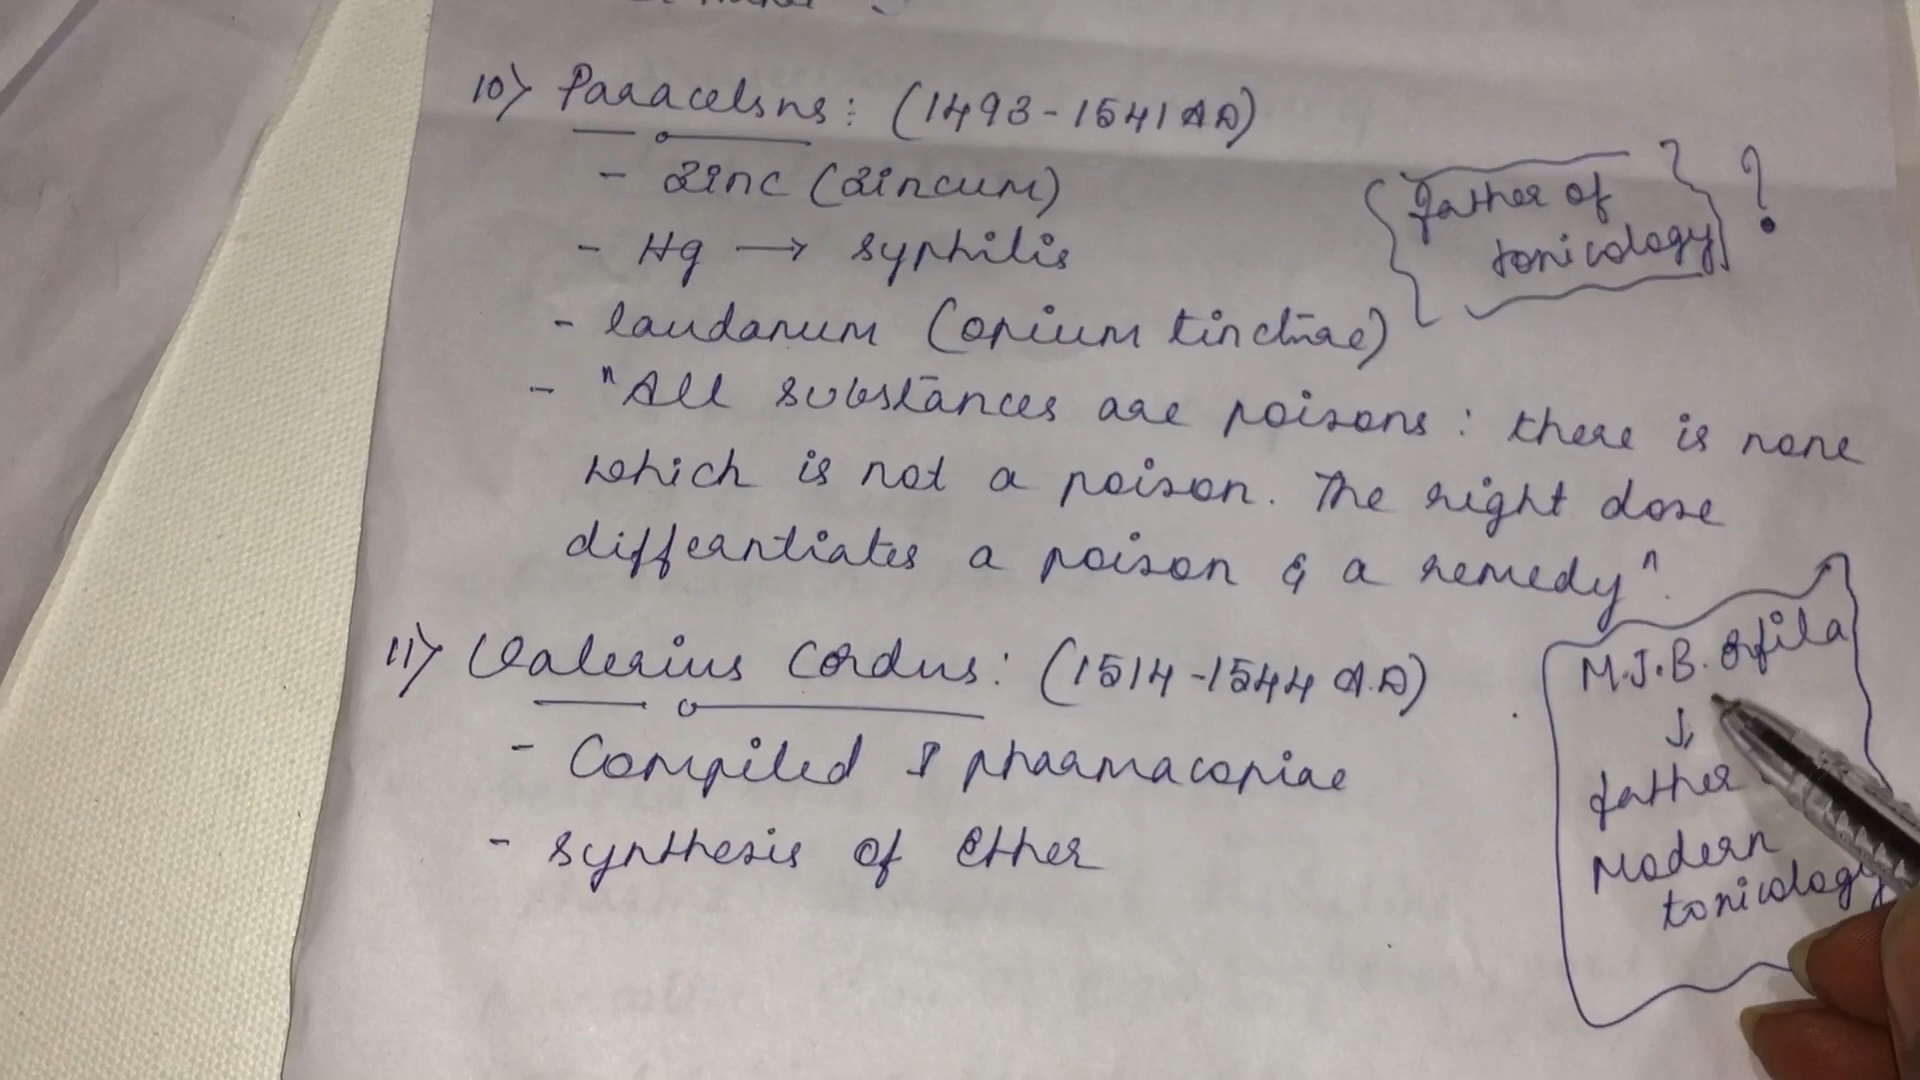 10) Paracelsus: (1493-1541 AD)
- Zinc (Zincum)
- Hg → syphilis
father of
toxicology
?
- laudanum (opium tincturae)
- "All substances are poisons: there is none
which is not a poison. The right dose
differantiates a poison & a remedy".
11) Valerius Cordus: (1514-1544 A.D)
- Compiled I pharmacopiae
- synthesis of Ether
M.J.B. Orfila
↓
father
Modern
toxicology